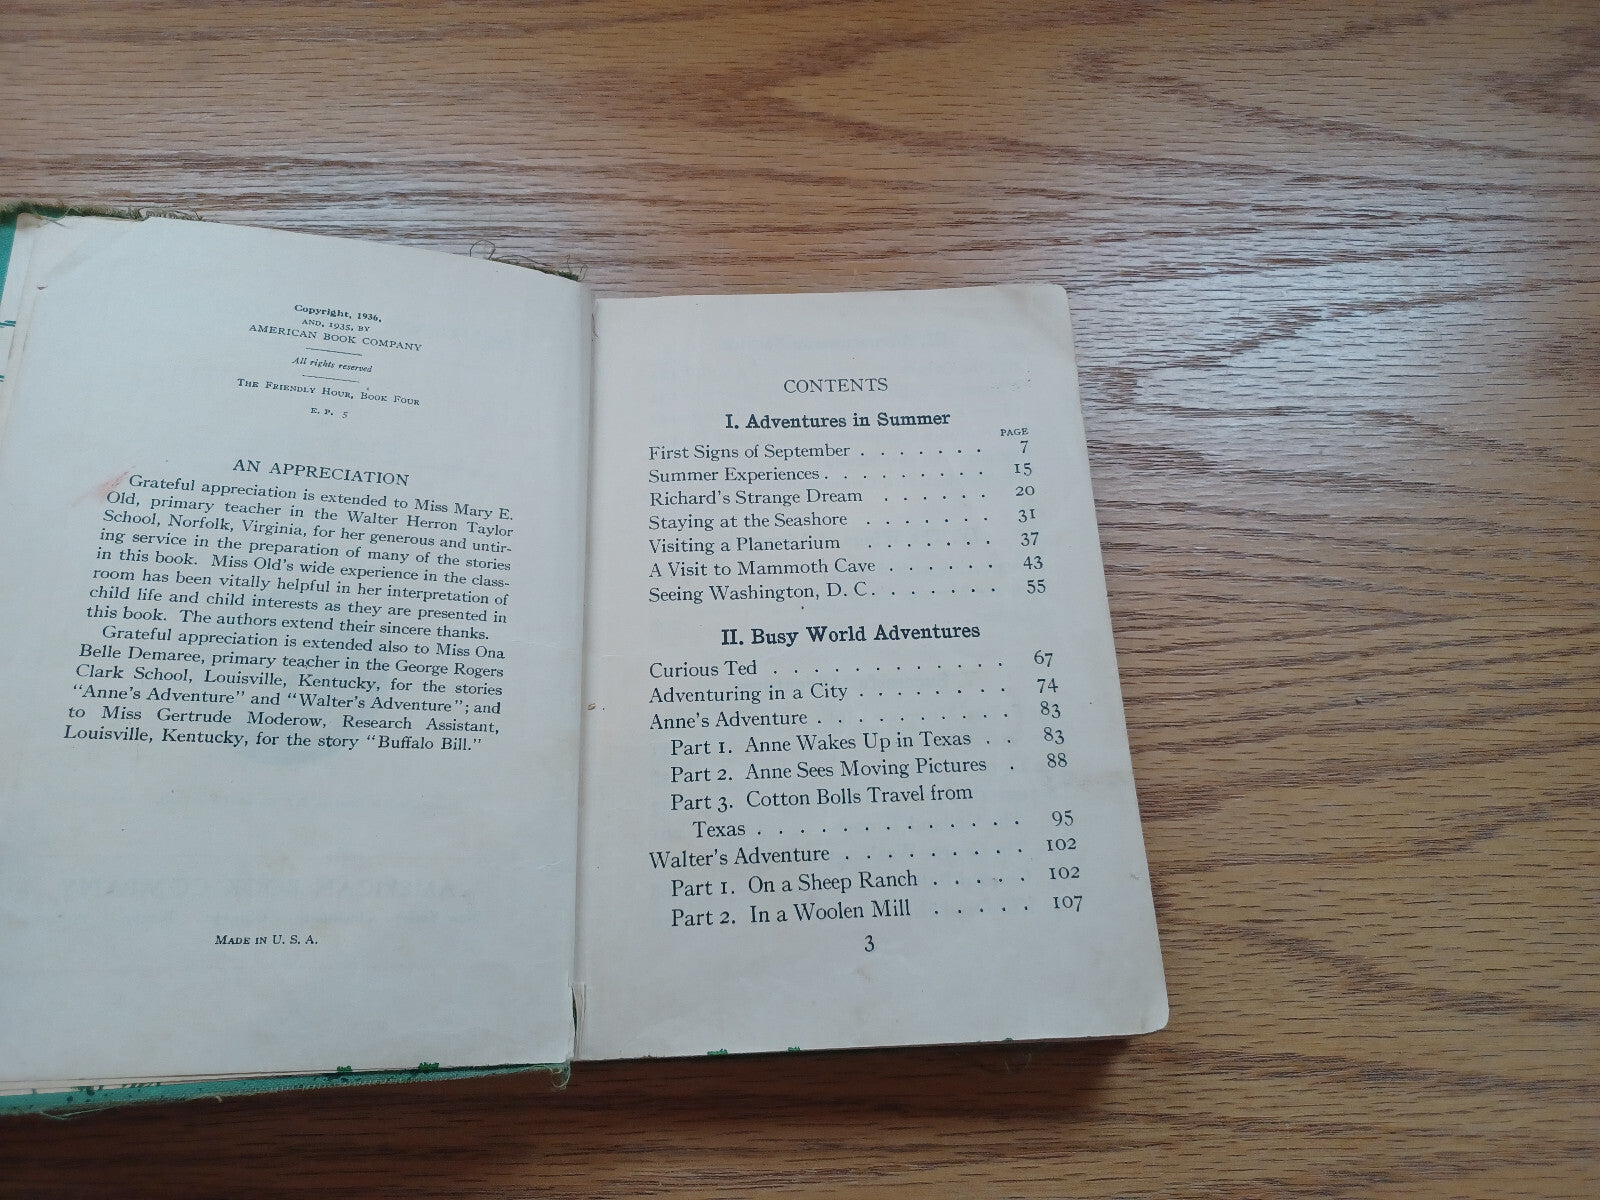 Copyright, 1936,
AND, 1935, BY
AMERICAN BOOK COMPANY
All rights reserved
THE FRIENDLY HOUR, BOOK FOUR
E. P. 5
AN APPRECIATION
Grateful appreciation is extended to Miss Mary E.
Old, primary teacher in the Walter Herron Taylor
School, Norfolk, Virginia, for her generous and untir-
ing service in the preparation of many of the stories
in this book. Miss Old's wide experience in the class-
room has been vitally helpful in her interpretation of
child life and child interests as they are presented in
this book. The authors extend their sincere thanks.
Grateful appreciation is extended also to Miss Ona
Belle Demaree, primary teacher in the George Rogers
Clark School, Louisville, Kentucky, for the stories
"Anne's Adventure" and "Walter's Adventure"; and
to Miss Gertrude Moderow, Research Assistant,
Louisville, Kentucky, for the story "Buffalo Bill."
MADE IN U. S. A.
CONTENTS
I. Adventures in Summer
PAGE
First Signs of September . . . . . . . 7
Summer Experiences . . . . . . . . 15
Richard's Strange Dream . . . . . . 20
Staying at the Seashore . . . . . . . 31
Visiting a Planetarium . . . . . . . 37
A Visit to Mammoth Cave . . . . . . 43
Seeing Washington, D. C. . . . . . . 55
II. Busy World Adventures
Curious Ted . . . . . . . . . . . . 67
Adventuring in a City . . . . . . . . 74
Anne's Adventure . . . . . . . . . . 83
Part 1. Anne Wakes Up in Texas . . 83
Part 2. Anne Sees Moving Pictures . 88
Part 3. Cotton Bolls Travel from
Texas . . . . . . . . . . . . . 95
Walter's Adventure . . . . . . . . . 102
Part 1. On a Sheep Ranch . . . . . 102
Part 2. In a Woolen Mill . . . . . 107
3